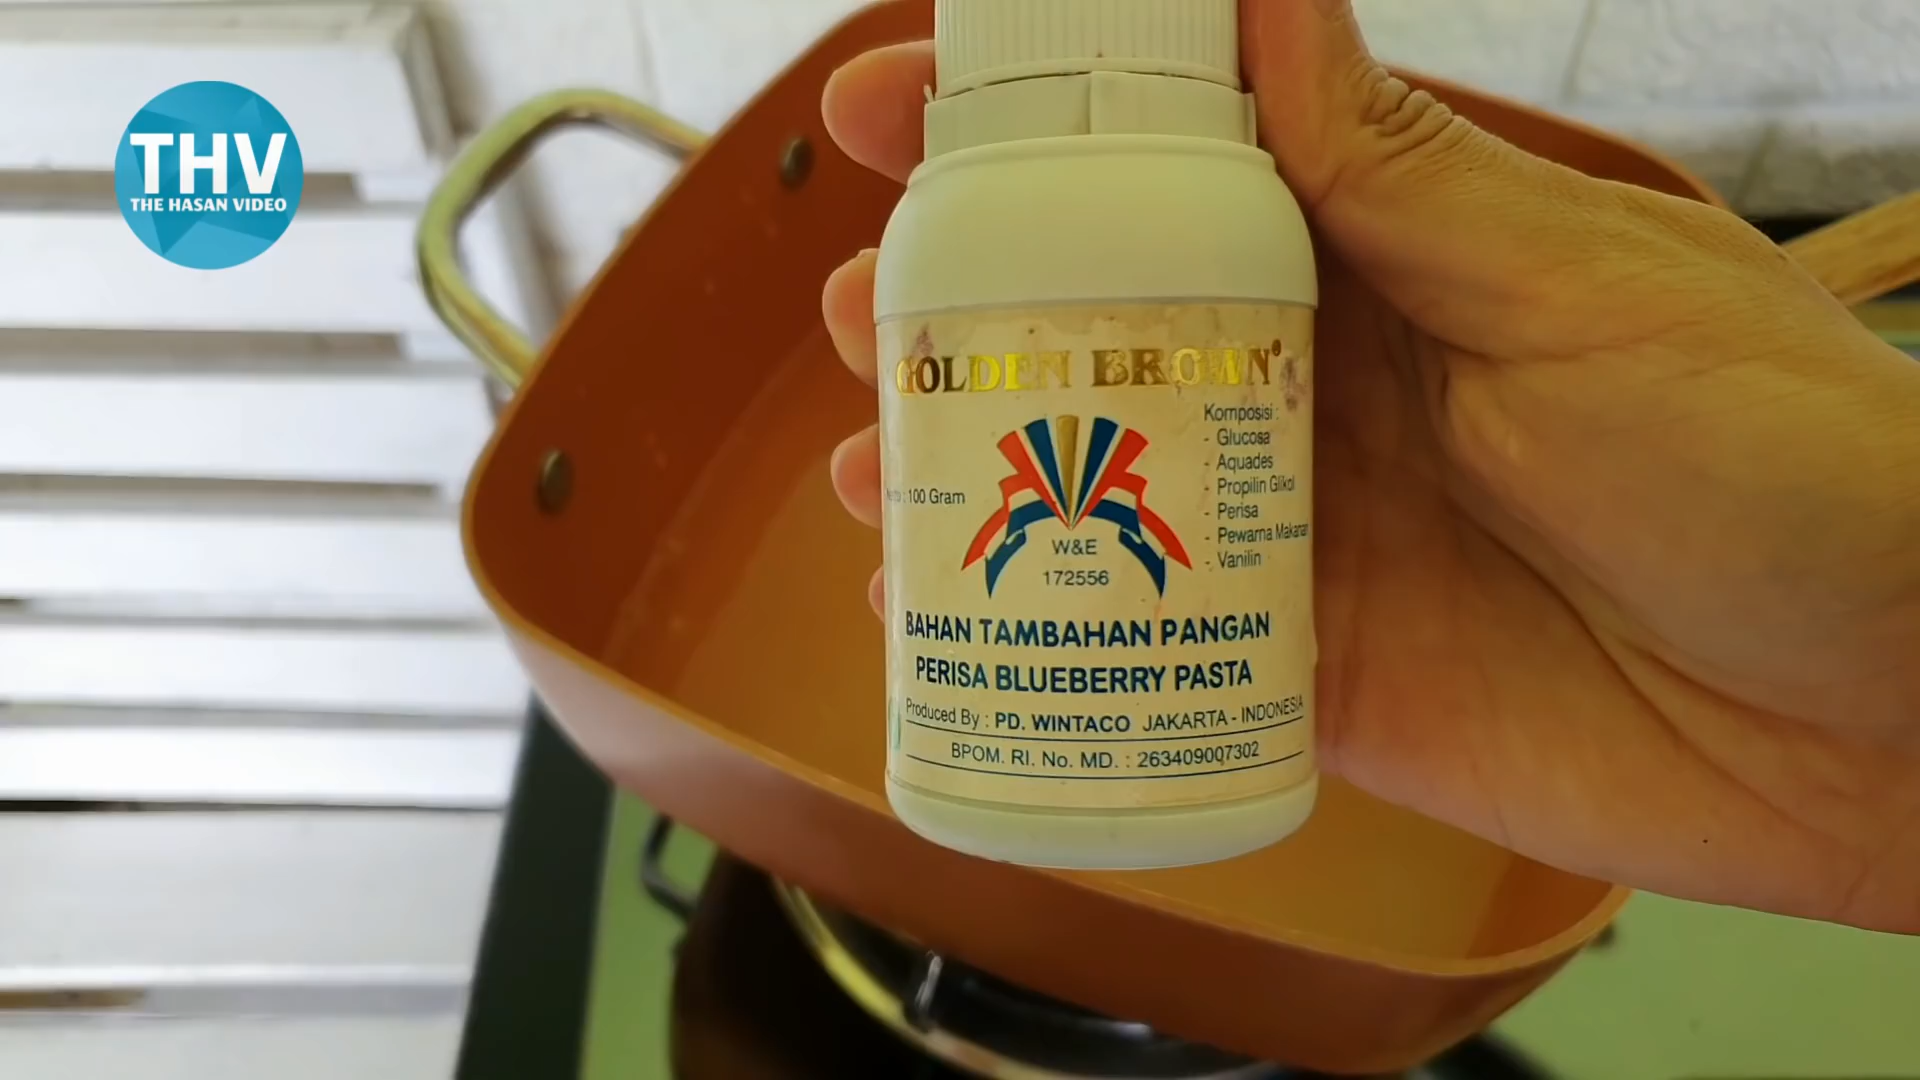 THV
THE HASAN VIDEO
GOLDEN BROWN®
Komposisi :
- Glucosa
- Aquades
- Propilin Glikol
- Perisa
- Pewarna Makanan
- Vanilin
: 100 Gram
W&E
172556
BAHAN TAMBAHAN PANGAN
PERISA BLUEBERRY PASTA
Produced By : PD. WINTACO JAKARTA - INDONESIA
BPOM. RI. No. MD. : 263409007302